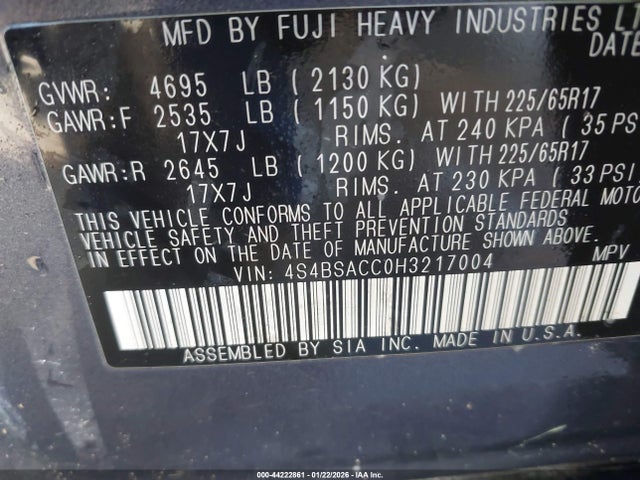 MFD BY FUJI HEAVY INDUSTRIES LT
DATE
GVWR: 4695 LB ( 2130 KG)
GAWR:F 2535 LB ( 1150 KG) WITH 225/65R17
17X7J RIMS. AT 240 KPA ( 35 PS
GAWR:R 2645 LB ( 1200 KG) WITH 225/65R17
17X7J RIMS. AT 230 KPA ( 33 PSI
THIS VEHICLE CONFORMS TO ALL APPLICABLE FEDERAL MOTO
VEHICLE SAFETY AND THEFT PREVENTION STANDARDS
IN EFFECT ON THE DATE OF MANUFACTURE SHOWN ABOVE.
VIN: 4S4BSACC0H3217004 MPV
ASSEMBLED BY SIA INC. MADE IN U.S.A.
000-44222861 - 01/22/2026 - IAAI.CA